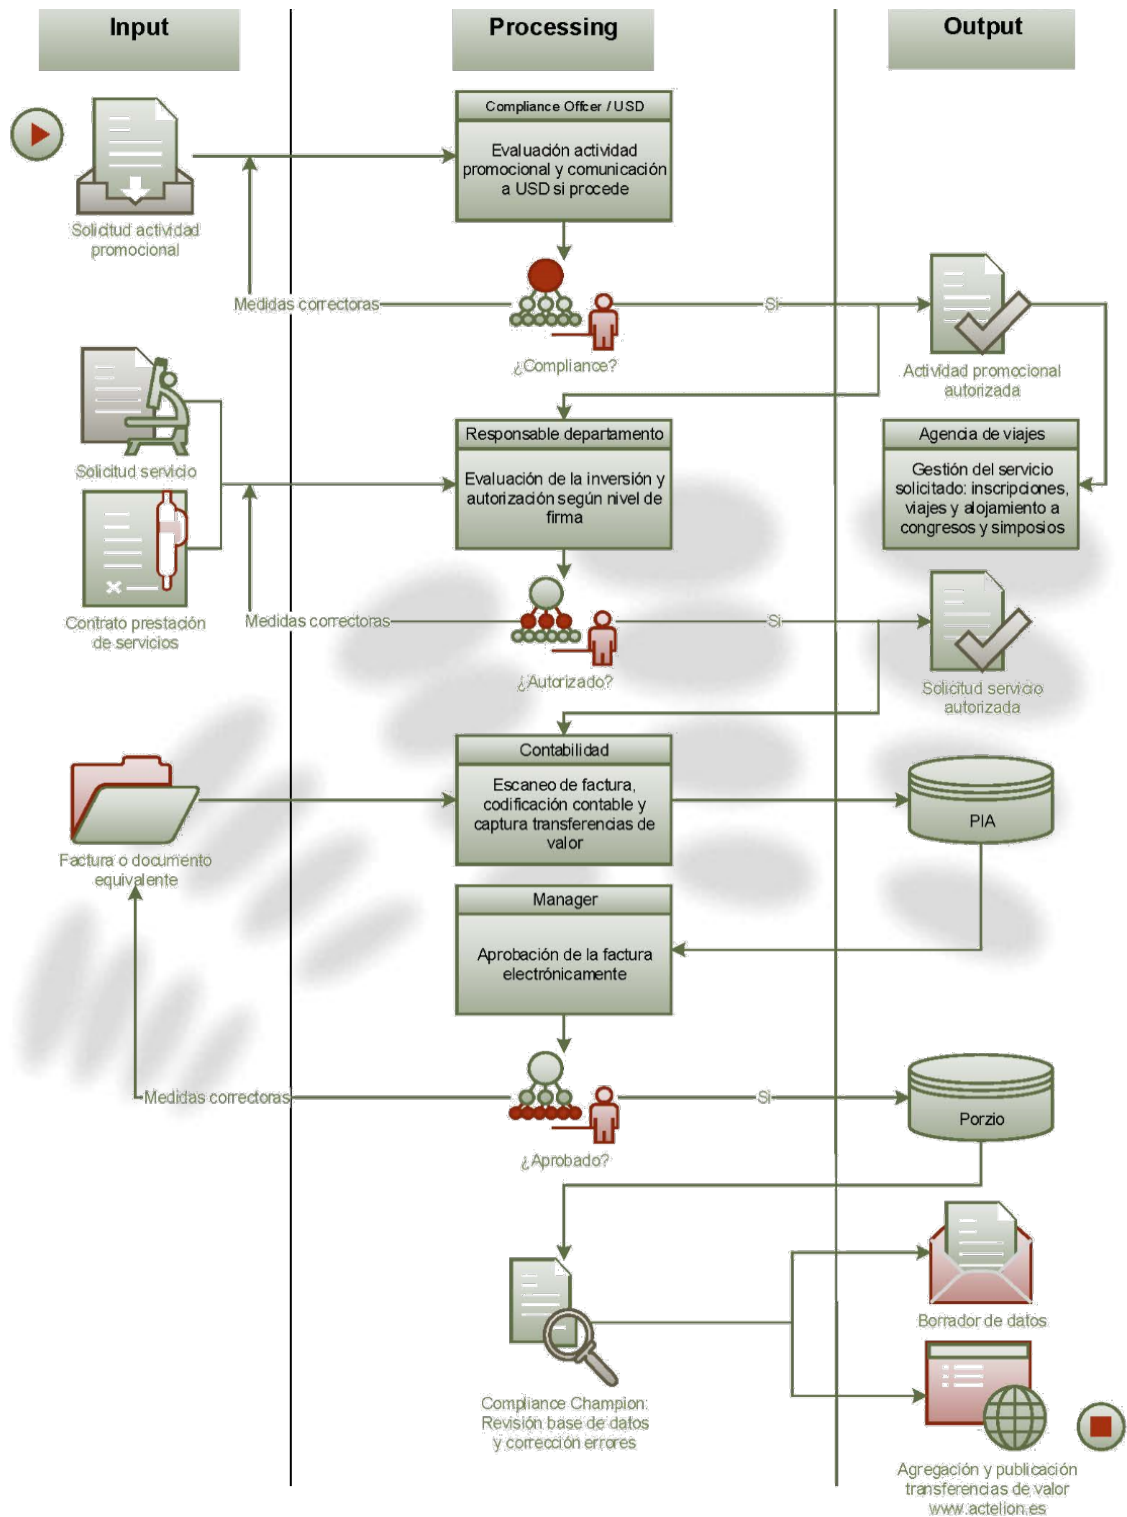 Input
Processing
Output
Compliance Offcer / USD
Evaluación actividad
promocional y comunicación
a USD si procede
Solicitud actividad
promocional
Medidas correctoras
Si
¿Compliance?
Actividad promocional
autorizada
Solicitud servicio
Responsable departamento
Evaluación de la inversión y
autorización según nivel de
firma
Agencia de viajes
Gestión del servicio
solicitado: inscripciones,
viajes y alojamiento a
congresos y simposios
Contrato prestación
de servicios
Medidas correctoras
Si
¿Autorizado?
Solicitud servicio
autorizada
Contabilidad
Escaneo de factura,
codificación contable y
captura transferencias de
valor
PIA
Factura o documento
equivalente
Manager
Aprobación de la factura
electrónicamente
Medidas correctoras
Si
¿Aprobado?
Porzio
Borrador de datos
Compliance Champion:
Revisión base de datos
y corrección errores
Agregación y publicación
transferencias de valor
www.actelion.es